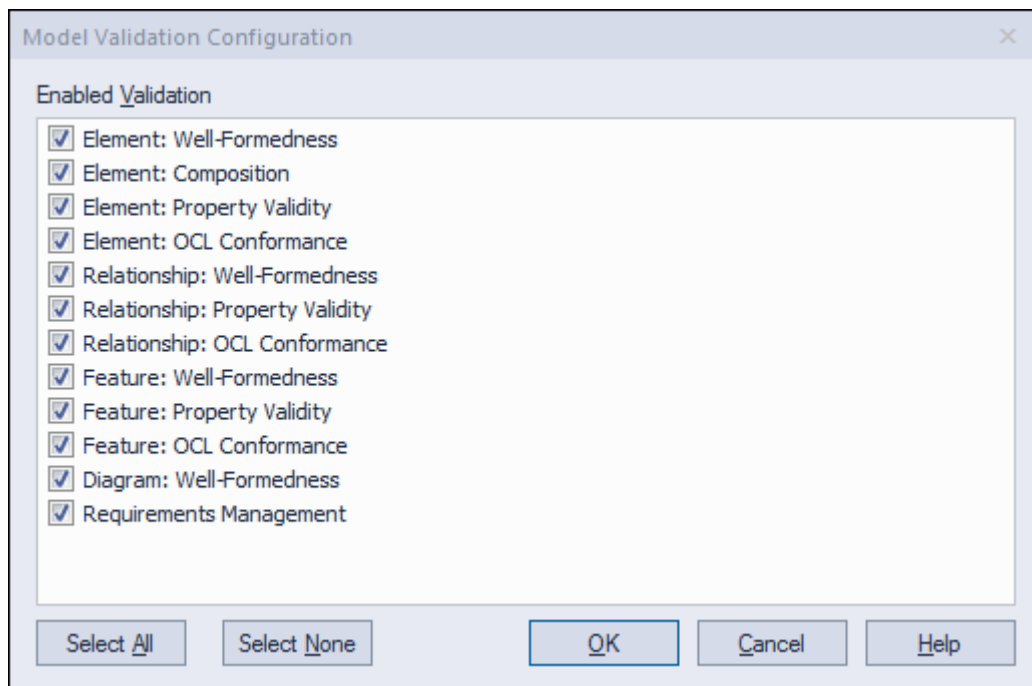 Model Validation Configuration
Enabled Validation
Element: Well-Formedness
Element: Composition
Element: Property Validity
Element: OCL Conformance
Relationship: Well-Formedness
Relationship: Property Validity
Relationship: OCL Conformance
Feature: Well-Formedness
Feature: Property Validity
Feature: OCL Conformance
Diagram: Well-Formedness
Requirements Management
Select All Select None OK Cancel Help